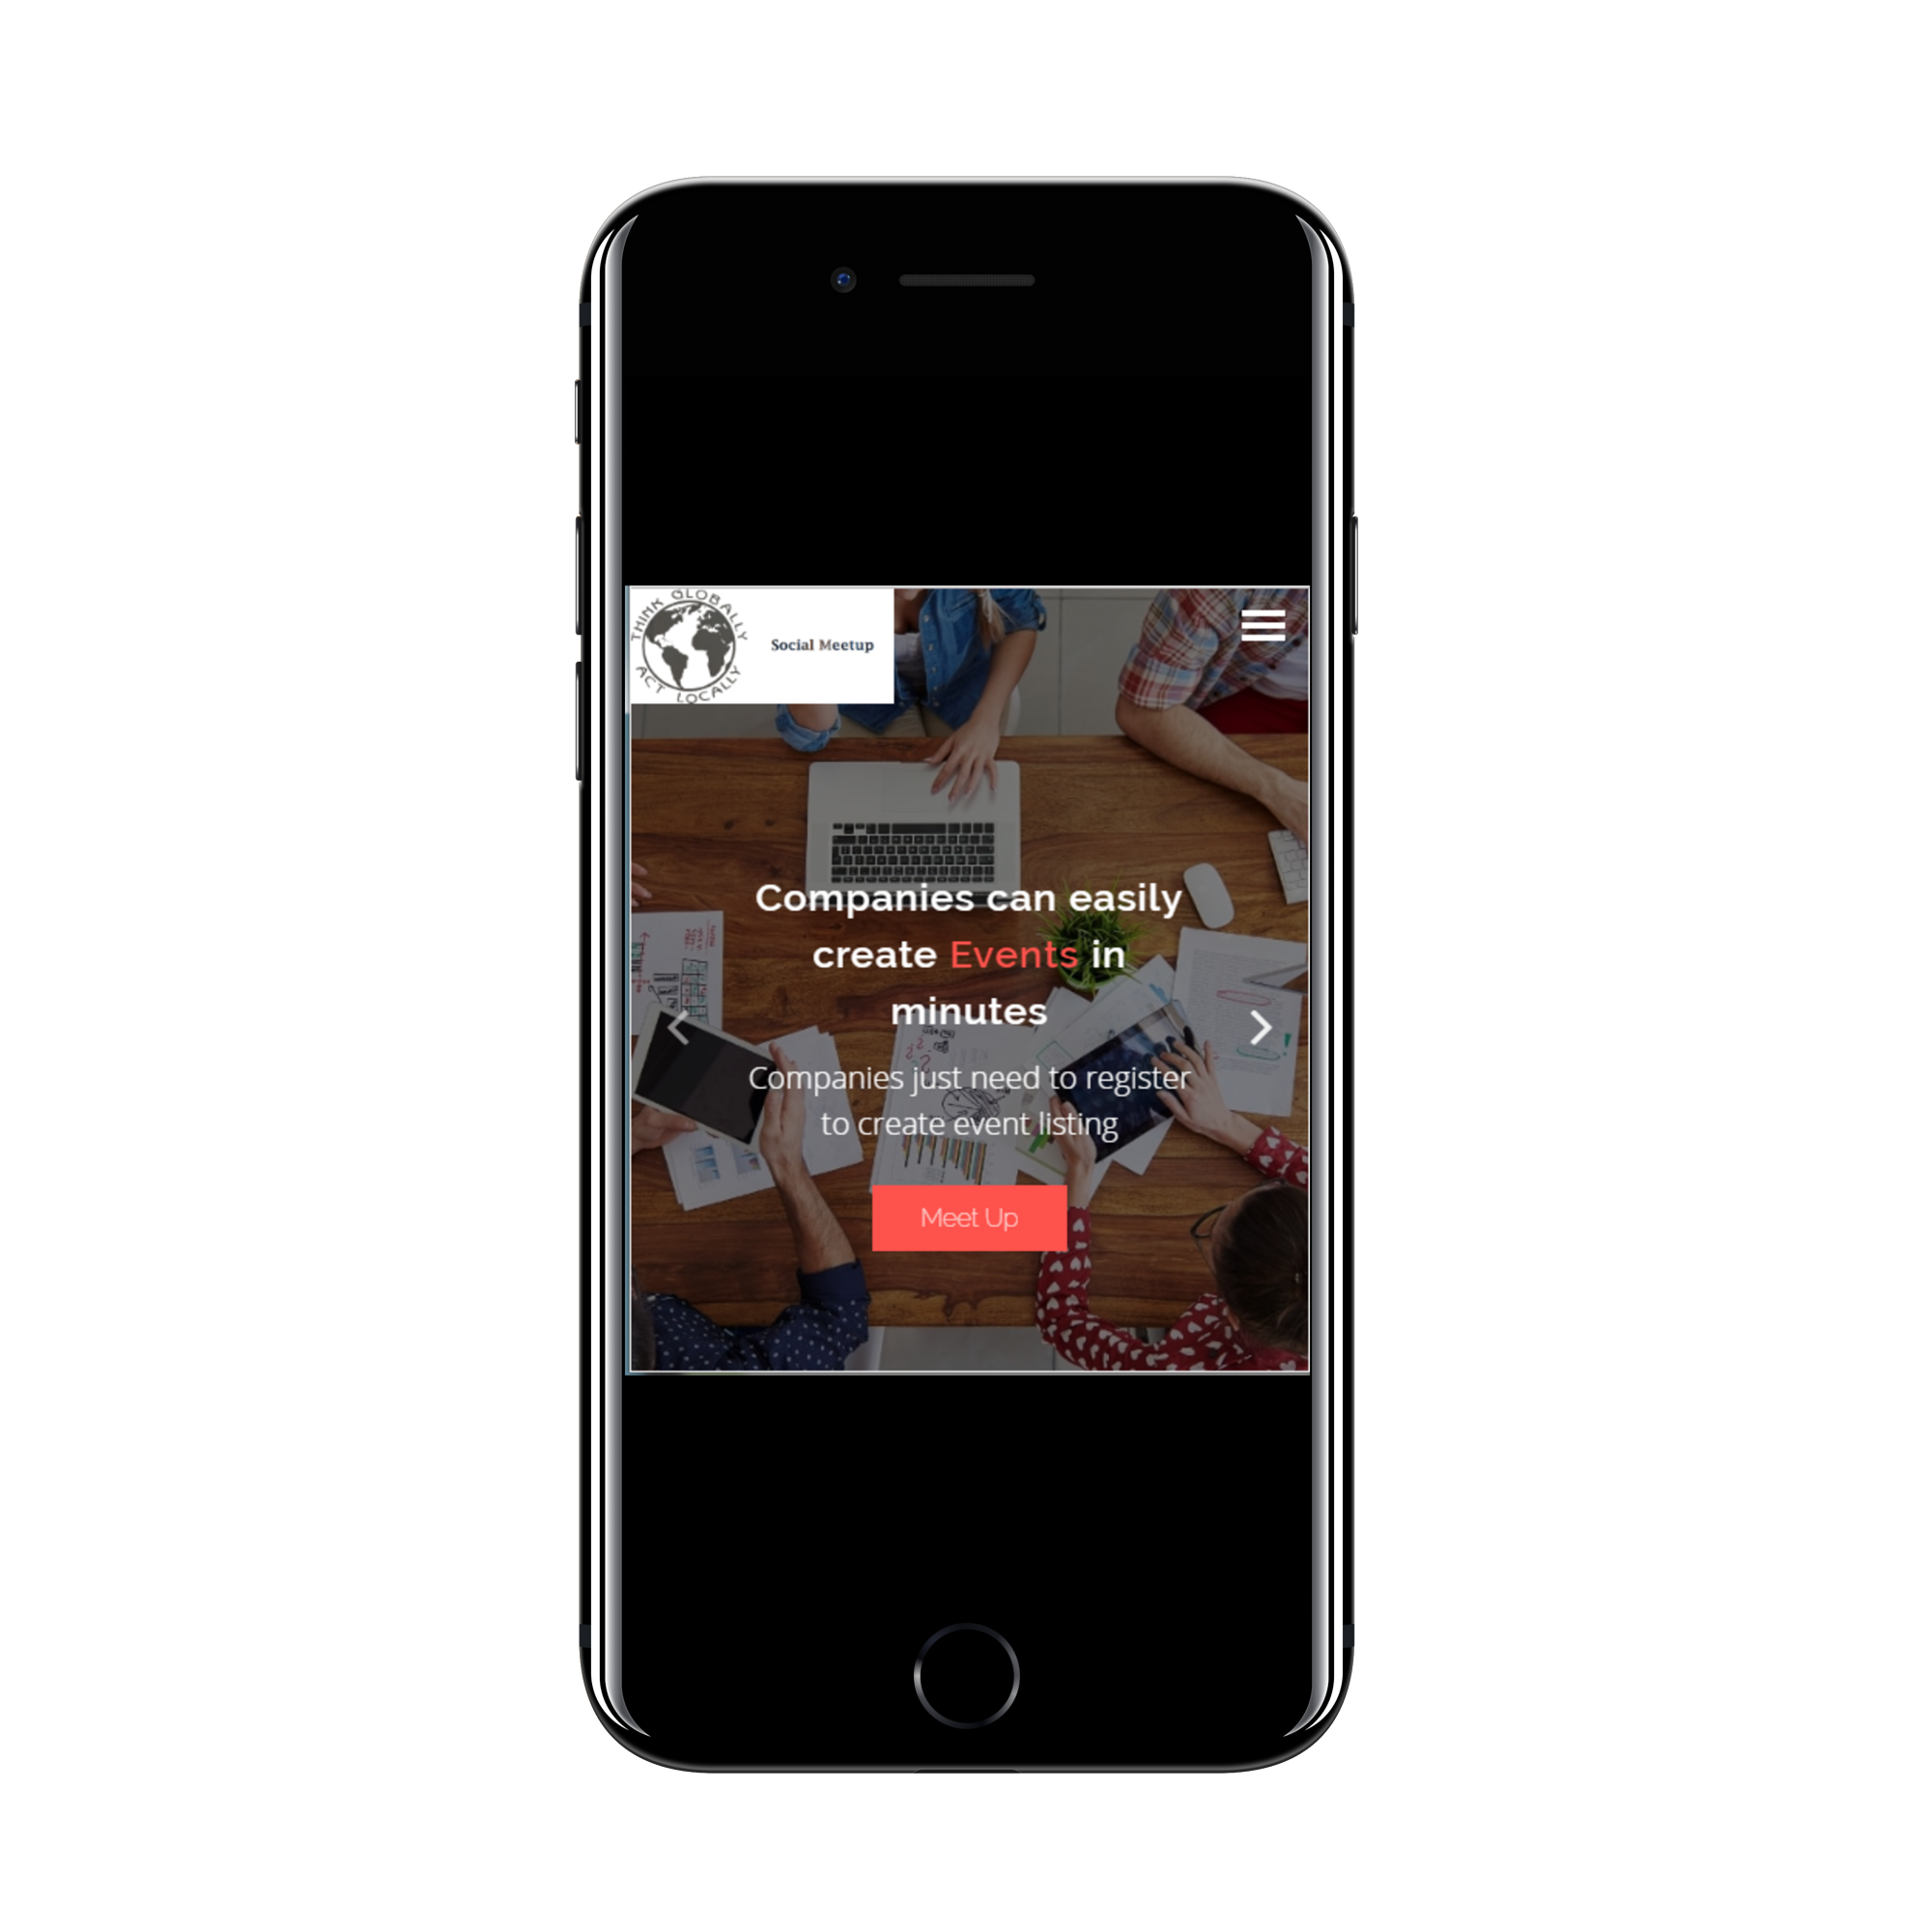 THINK GLOBALLY
ACT LOCALLY
Social Meetup
Companies can easily
create Events in
minutes
Companies just need to register
to create event listing
Meet Up